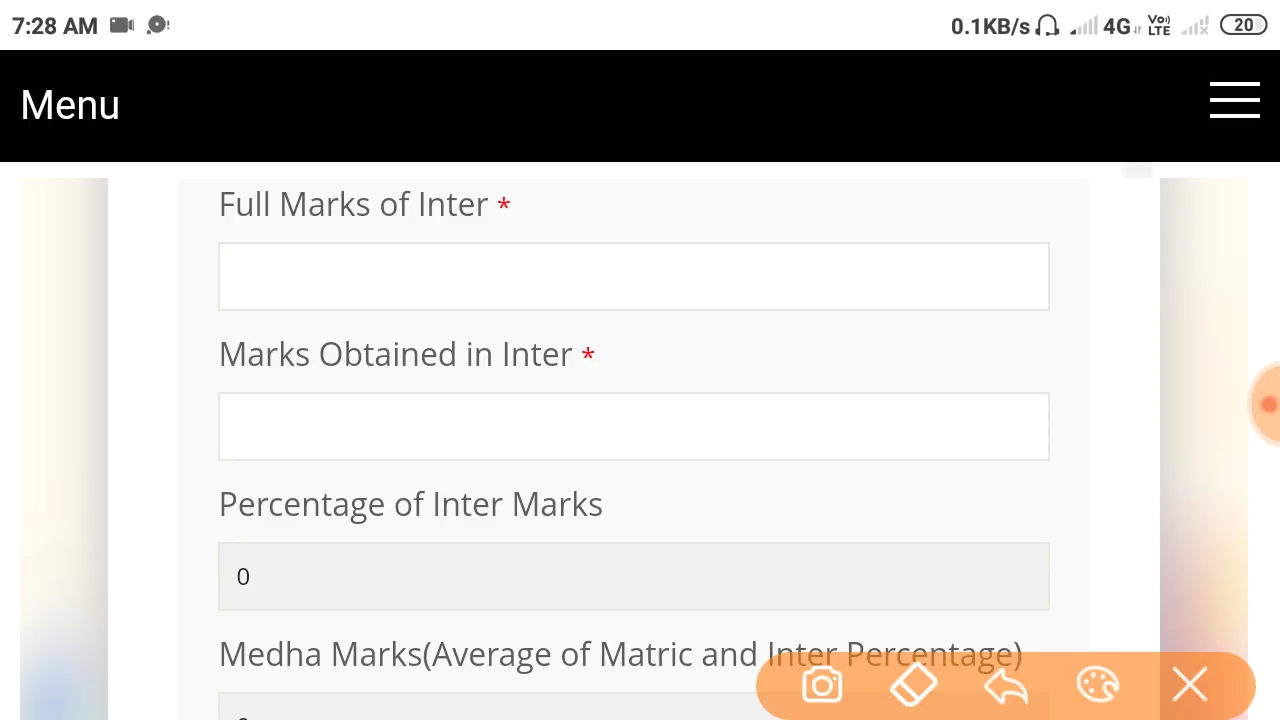 7:28 AM
0.1KB/s 4G Vo) LTE 20
Menu
Full Marks of Inter *
Marks Obtained in Inter *
Percentage of Inter Marks
0
Medha Marks(Average of Matric and Inter Percentage)